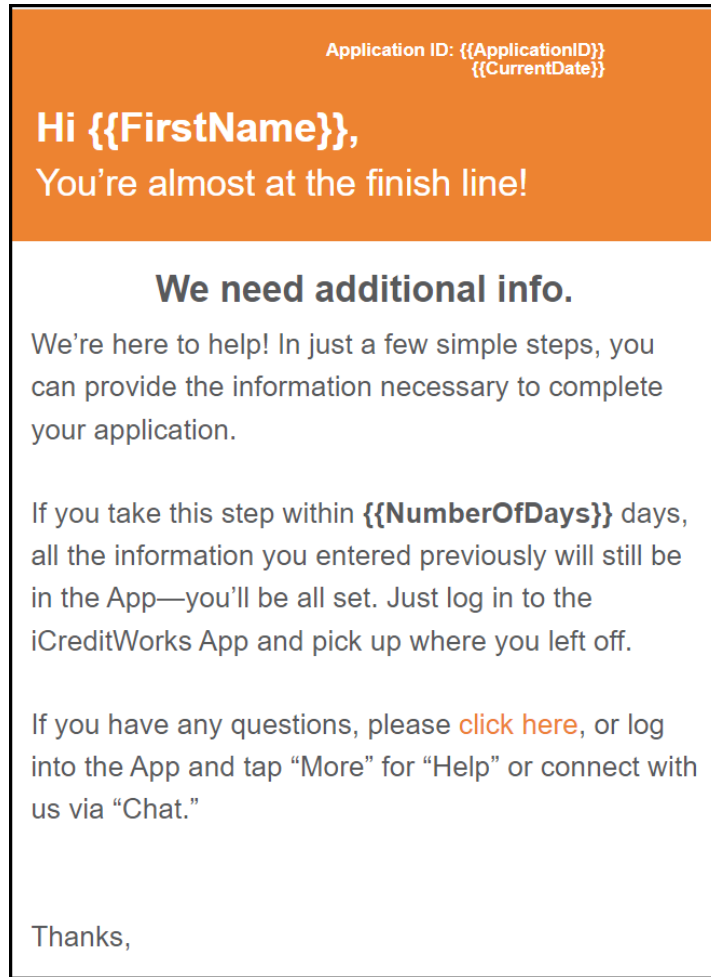 Application ID: {{ApplicationID}}
{{CurrentDate}}
Hi {{FirstName}},
You’re almost at the finish line!
We need additional info.
We’re here to help! In just a few simple steps, you
can provide the information necessary to complete
your application.
If you take this step within {{NumberOfDays}} days,
all the information you entered previously will still be
in the App—you’ll be all set. Just log in to the
iCreditWorks App and pick up where you left off.
If you have any questions, please click here, or log
into the App and tap “More” for “Help” or connect with
us via “Chat.”
Thanks,